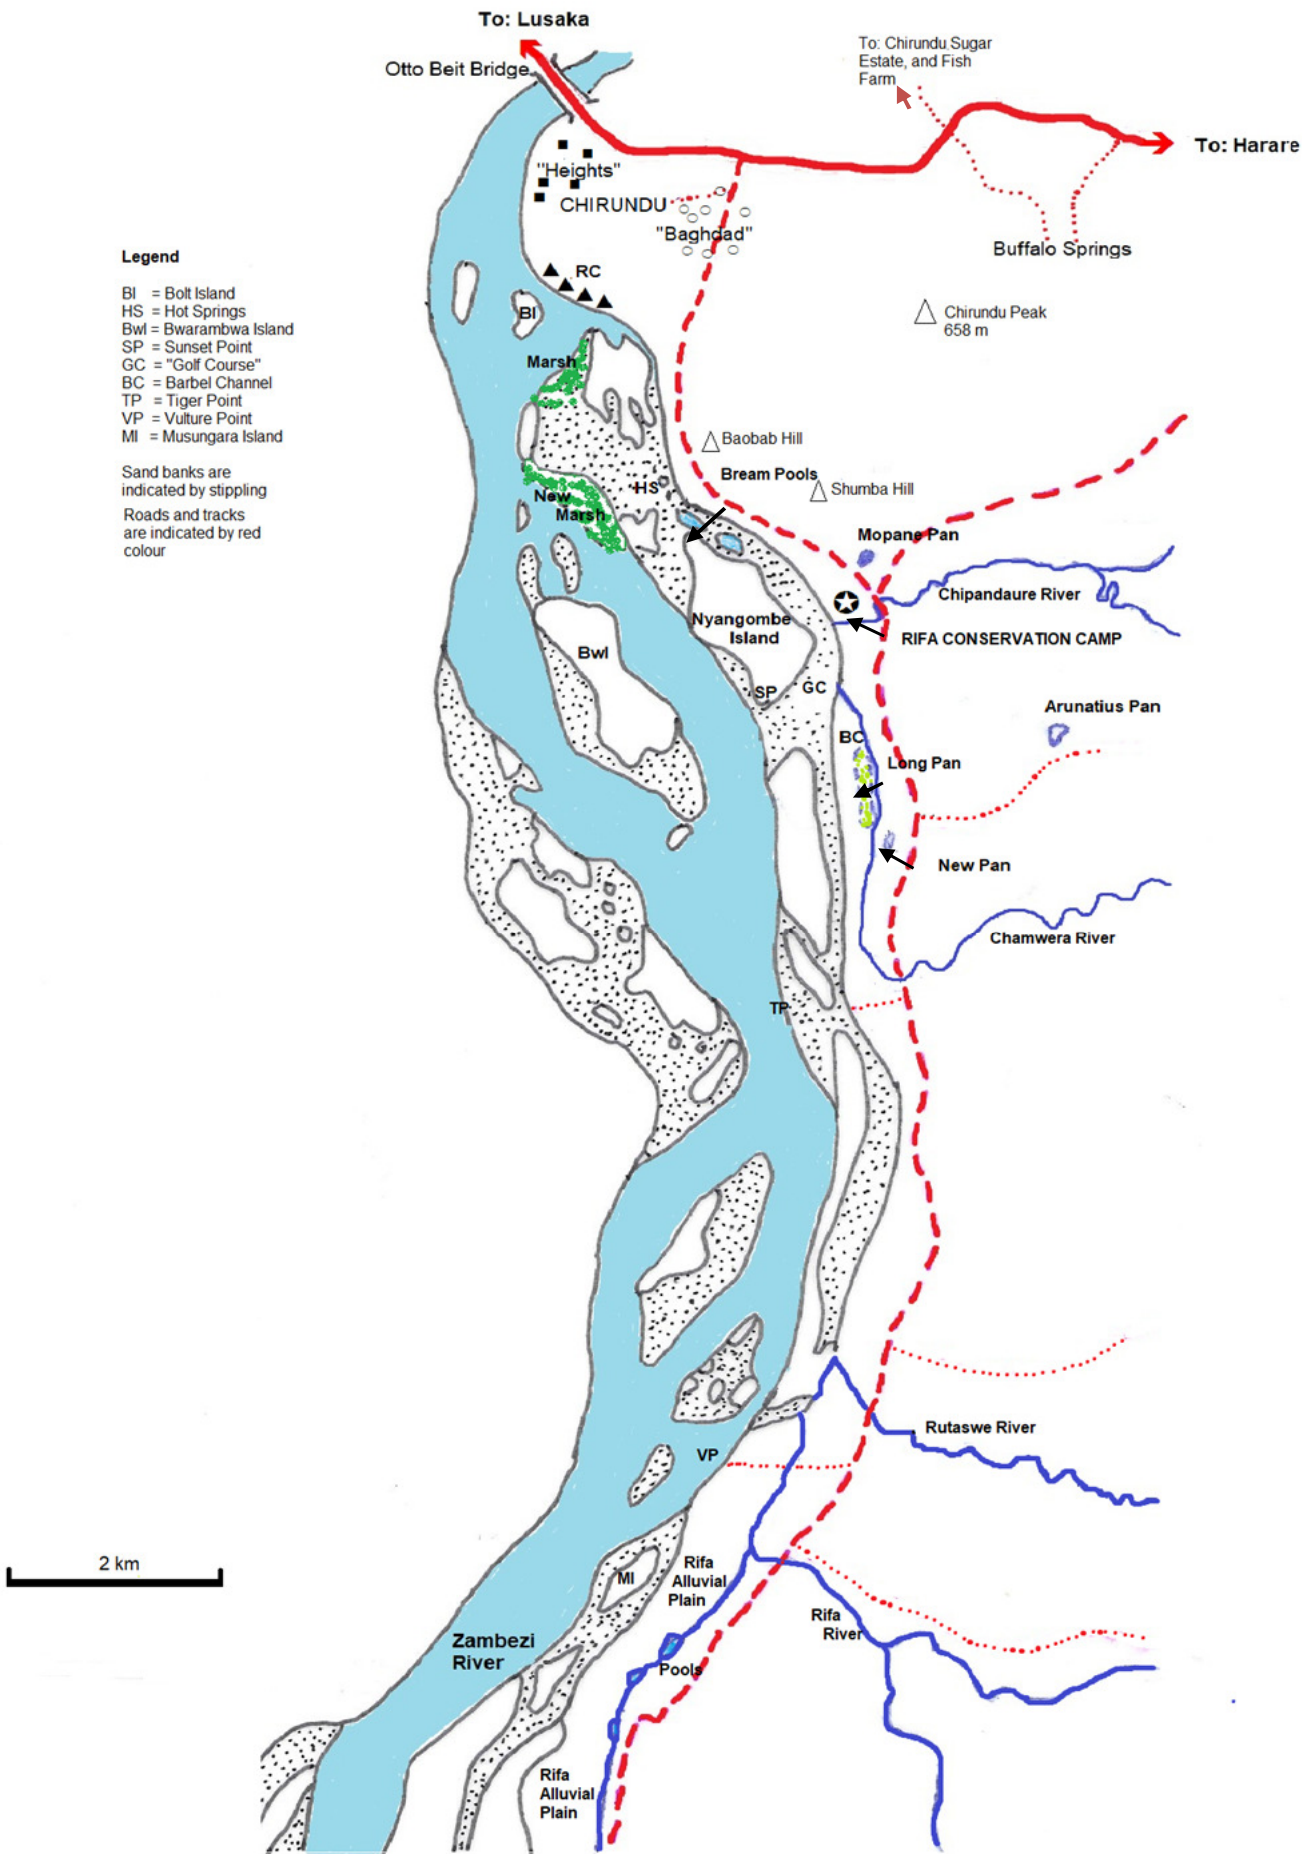 To: Lusaka
Otto Beit Bridge
To: Chirundu Sugar
Estate, and Fish
Farm
To: Harare
"Heights"
CHIRUNDU
"Baghdad"
Buffalo Springs
Legend
BI = Bolt Island
HS = Hot Springs
BwI = Bwarambwa Island
SP = Sunset Point
GC = "Golf Course"
BC = Barbel Channel
TP = Tiger Point
VP = Vulture Point
MI = Musungara Island
Sand banks are
indicated by stippling
Roads and tracks
are indicated by red
colour
RC
BI
Chirundu Peak
658 m
Marsh
Baobab Hill
Bream Pools
Shumba Hill
HS
New
Marsh
Mopane Pan
Chipandaure River
Nyangombe
Island
RIFA CONSERVATION CAMP
BwI
SP
GC
Arunatius Pan
BC
Long Pan
New Pan
Chamwera River
TP
Rutaswe River
VP
2 km
MI
Rifa
Alluvial
Plain
Rifa
River
Zambezi
River
Pools
Rifa
Alluvial
Plain